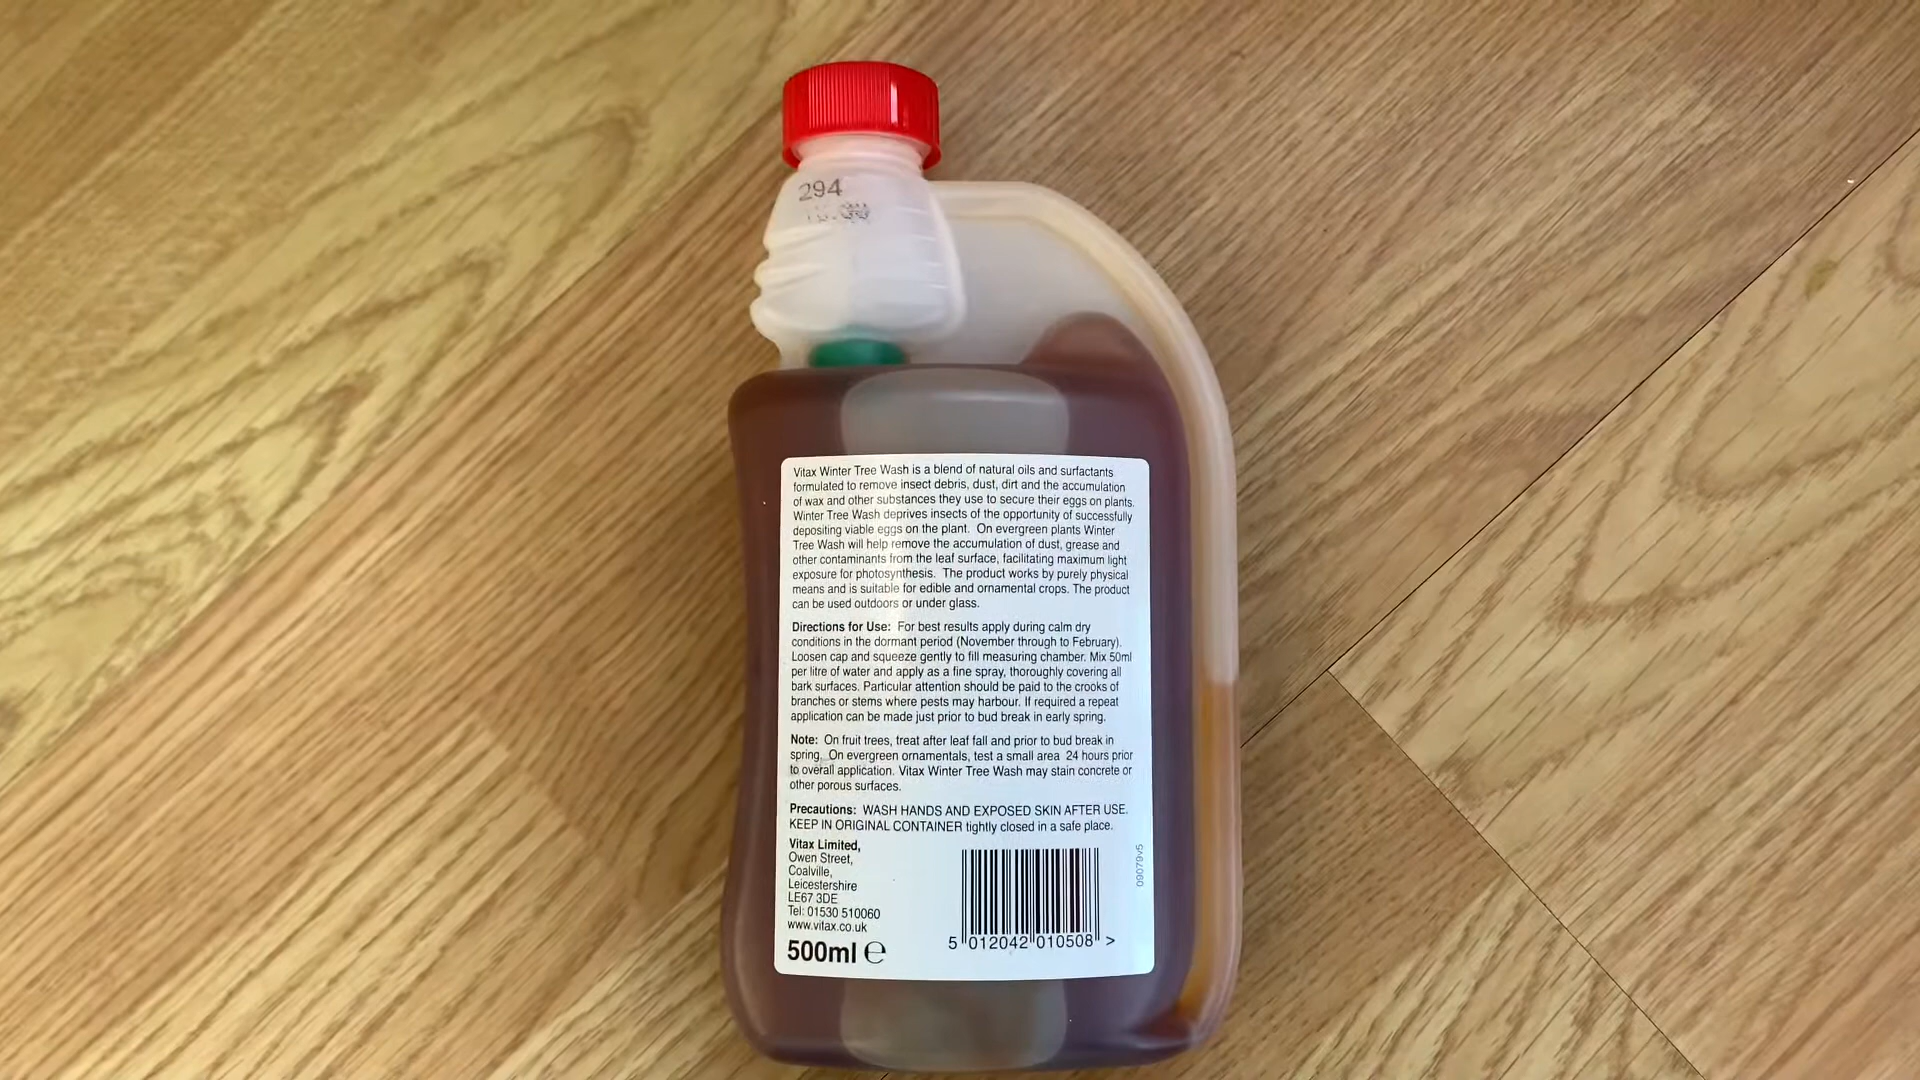 294
Vitax Winter Tree Wash is a blend of natural oils and surfactants
formulated to remove insect debris, dust, dirt and the accumulation
of wax and other substances they use to secure their eggs on plants.
Winter Tree Wash deprives insects of the opportunity of successfully
depositing viable eggs on the plant. On evergreen plants Winter
Tree Wash will help remove the accumulation of dust, grease and
other contaminants from the leaf surface, facilitating maximum light
exposure for photosynthesis. The product works by purely physical
means and is suitable for edible and ornamental crops. The product
can be used outdoors or under glass.
Directions for Use: For best results apply during calm dry
conditions in the dormant period (November through to February).
Loosen cap and squeeze gently to fill measuring chamber. Mix 50ml
per litre of water and apply as a fine spray, thoroughly covering all
bark surfaces. Particular attention should be paid to the crooks of
branches or stems where pests may harbour. If required a repeat
application can be made just prior to bud break in early spring.
Note: On fruit trees, treat after leaf fall and prior to bud break in
spring. On evergreen ornamentals, test a small area 24 hours prior
to overall application. Vitax Winter Tree Wash may stain concrete or
other porous surfaces.
Precautions: WASH HANDS AND EXPOSED SKIN AFTER USE.
KEEP IN ORIGINAL CONTAINER tightly closed in a safe place.
Vitax Limited,
Owen Street,
Coalville,
Leicestershire
LE67 3DE
Tel: 01530 510060
www.vitax.co.uk
500ml ℮
5 012042 010508 >
09079v5